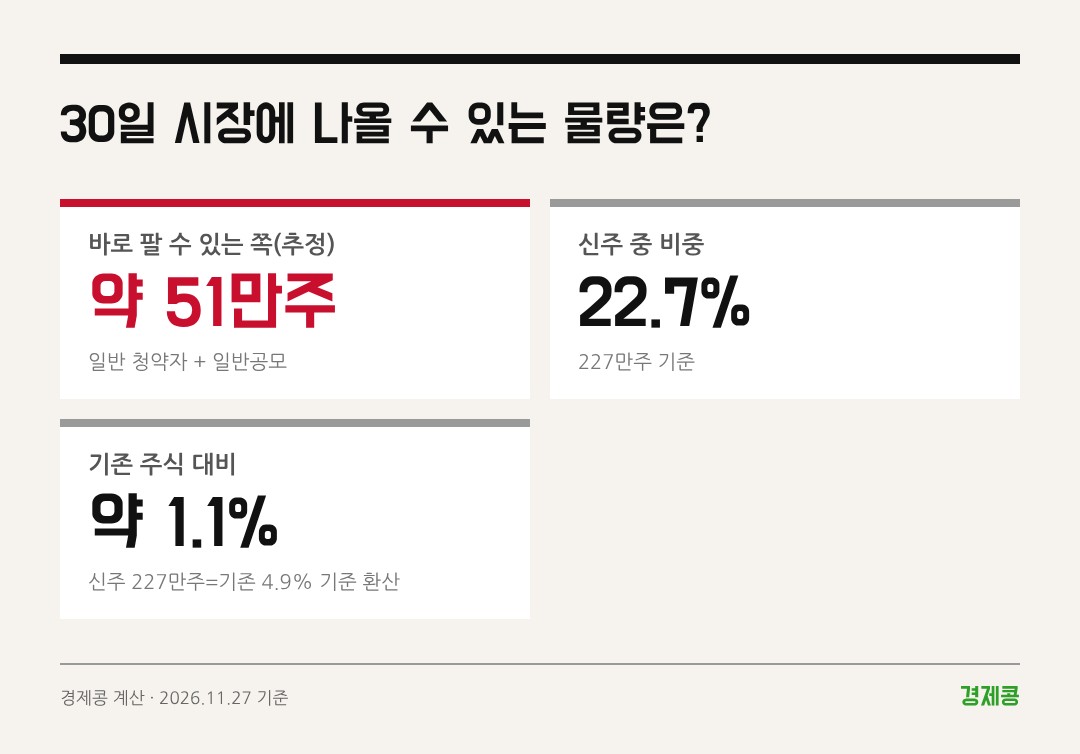 30일 시장에 나올 수 있는 물량은?
바로 팔 수 있는 쪽(추정)
약 51만주
일반 청약자 + 일반공모
신주 중 비중
22.7%
227만주 기준
기존 주식 대비
약 1.1%
신주 227만주=기존 4.9% 기준 환산
경제콩 계산 · 2026.11.27 기준
경제콩